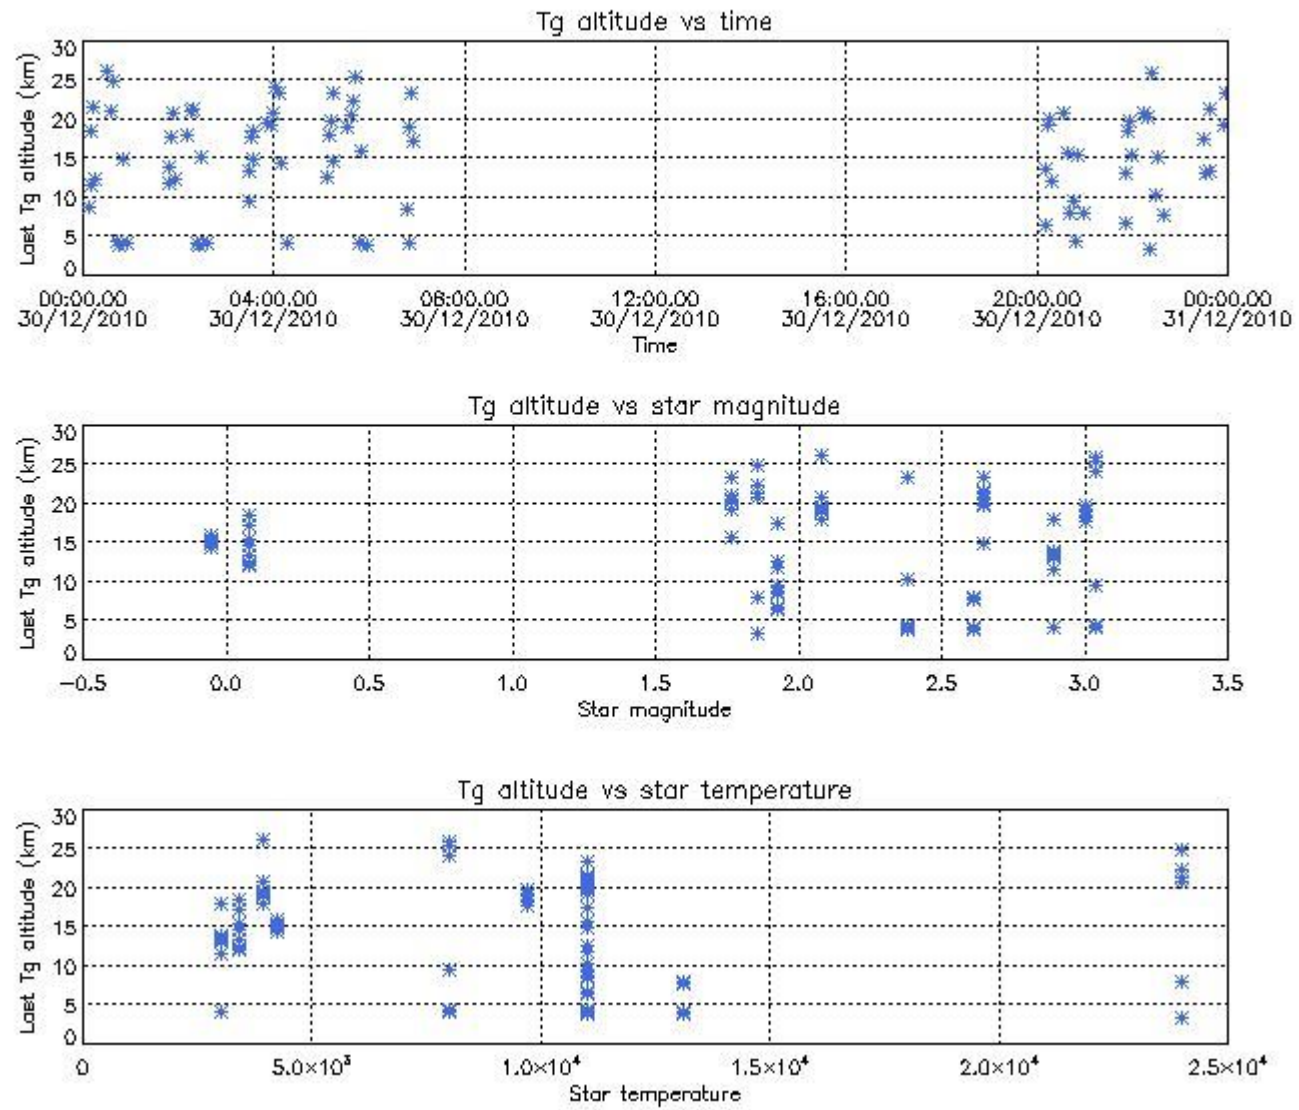 Tg altitude vs time
Last Tg altitude (km)
30
25
20
15
10
5
0
00:00.00 04:00.00 08:00.00 12:00.00 16:00.00 20:00.00 00:00.00
30/12/2010 30/12/2010 30/12/2010 30/12/2010 30/12/2010 30/12/2010 31/12/2010
Time
Tg altitude vs star magnitude
Last Tg altitude (km)
30
25
20
15
10
5
0
−0.5 0.0 0.5 1.0 1.5 2.0 2.5 3.0 3.5
Star magnitude
Tg altitude vs star temperature
Last Tg altitude (km)
30
25
20
15
10
5
0
0 5.0×10³ 1.0×10⁴ 1.5×10⁴ 2.0×10⁴ 2.5×10⁴
Star temperature